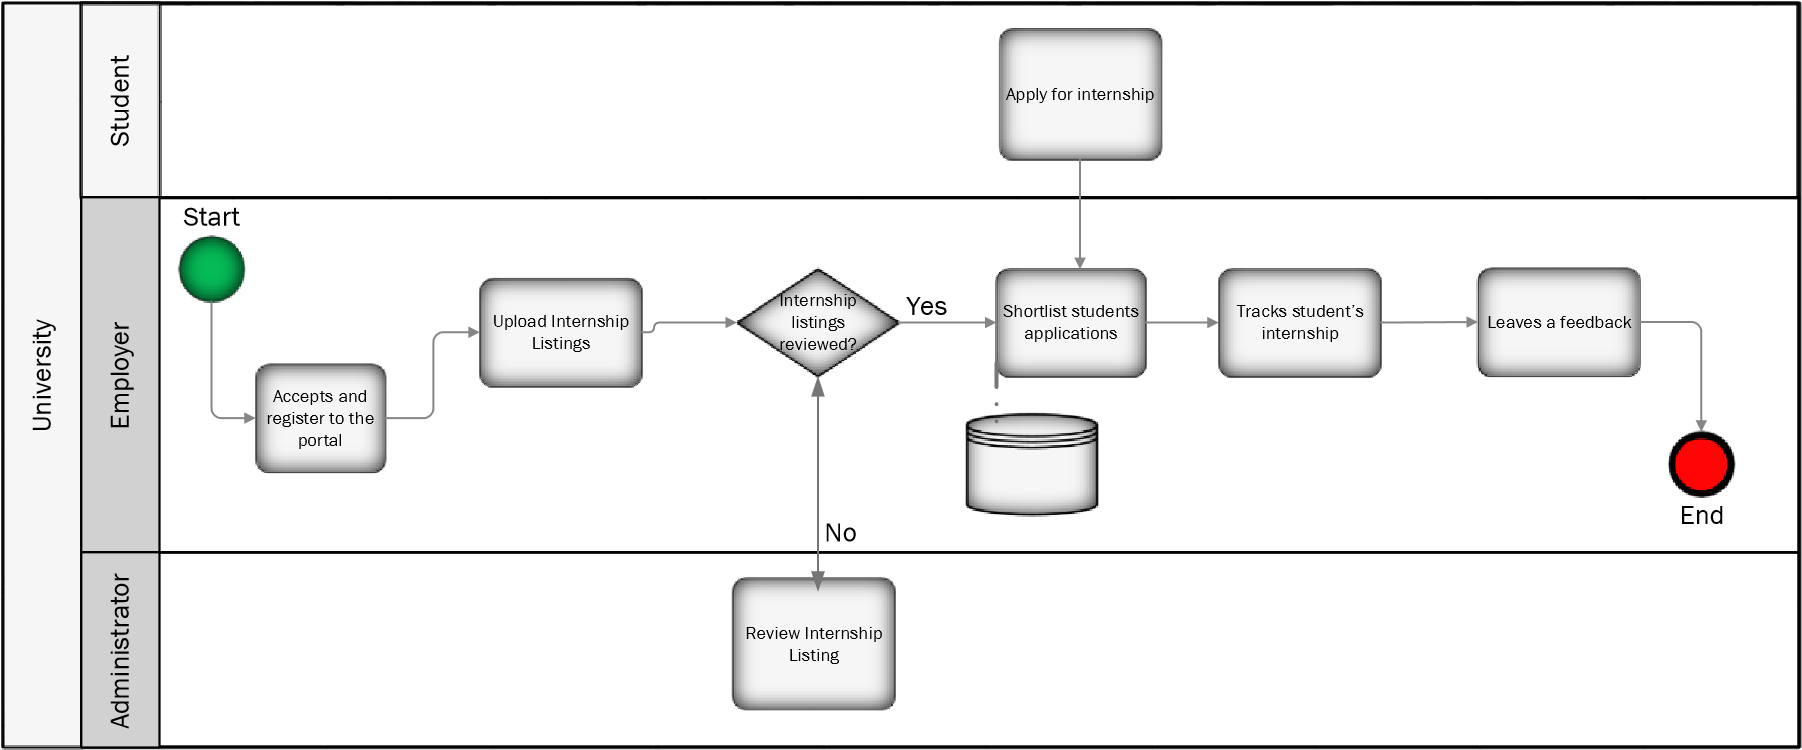 University
Student
Apply for internship
Employer
Start
Accepts and
register to the
portal
Upload Internship
Listings
Internship
listings
reviewed?
Yes
No
Shortlist students
applications
Tracks student's
internship
Leaves a feedback
End
Administrator
Review Internship
Listing